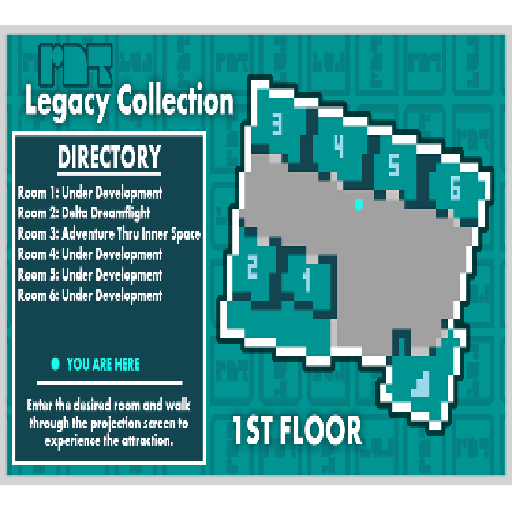 Legacy Collection
DIRECTORY
Room 1: Under Development
Room 2: Delta Dreamflight
Room 3: Adventure Thru Inner Space
Room 4: Under Development
Room 5: Under Development
Room 6: Under Development
YOU ARE HERE
Enter the desired room and walk
through the projection screen to
experience the attraction.
3
4
5
6
2
1
1ST FLOOR